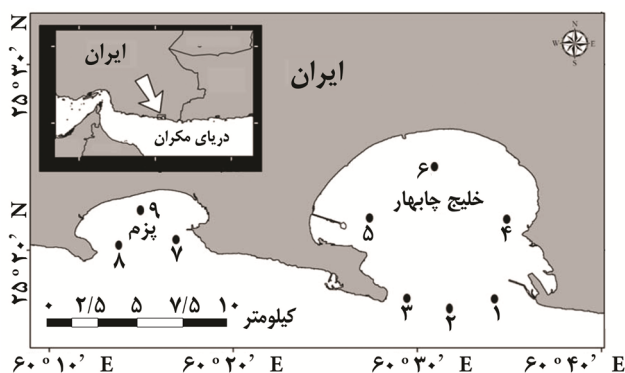 ایران
دریای مکران
ایران
N
W E
S
۲۵°۳۰' N
۲۵°۲۰' N
خلیج چابهار
۶
۵
۴
۳
۲
۱
۹
پزم
۸
۷
۰ ۲/۵ ۵ ۷/۵ ۱۰ کیلومتر
۶۰°۱۰' E ۶۰°۲۰' E ۶۰°۳۰' E ۶۰°۴۰' E